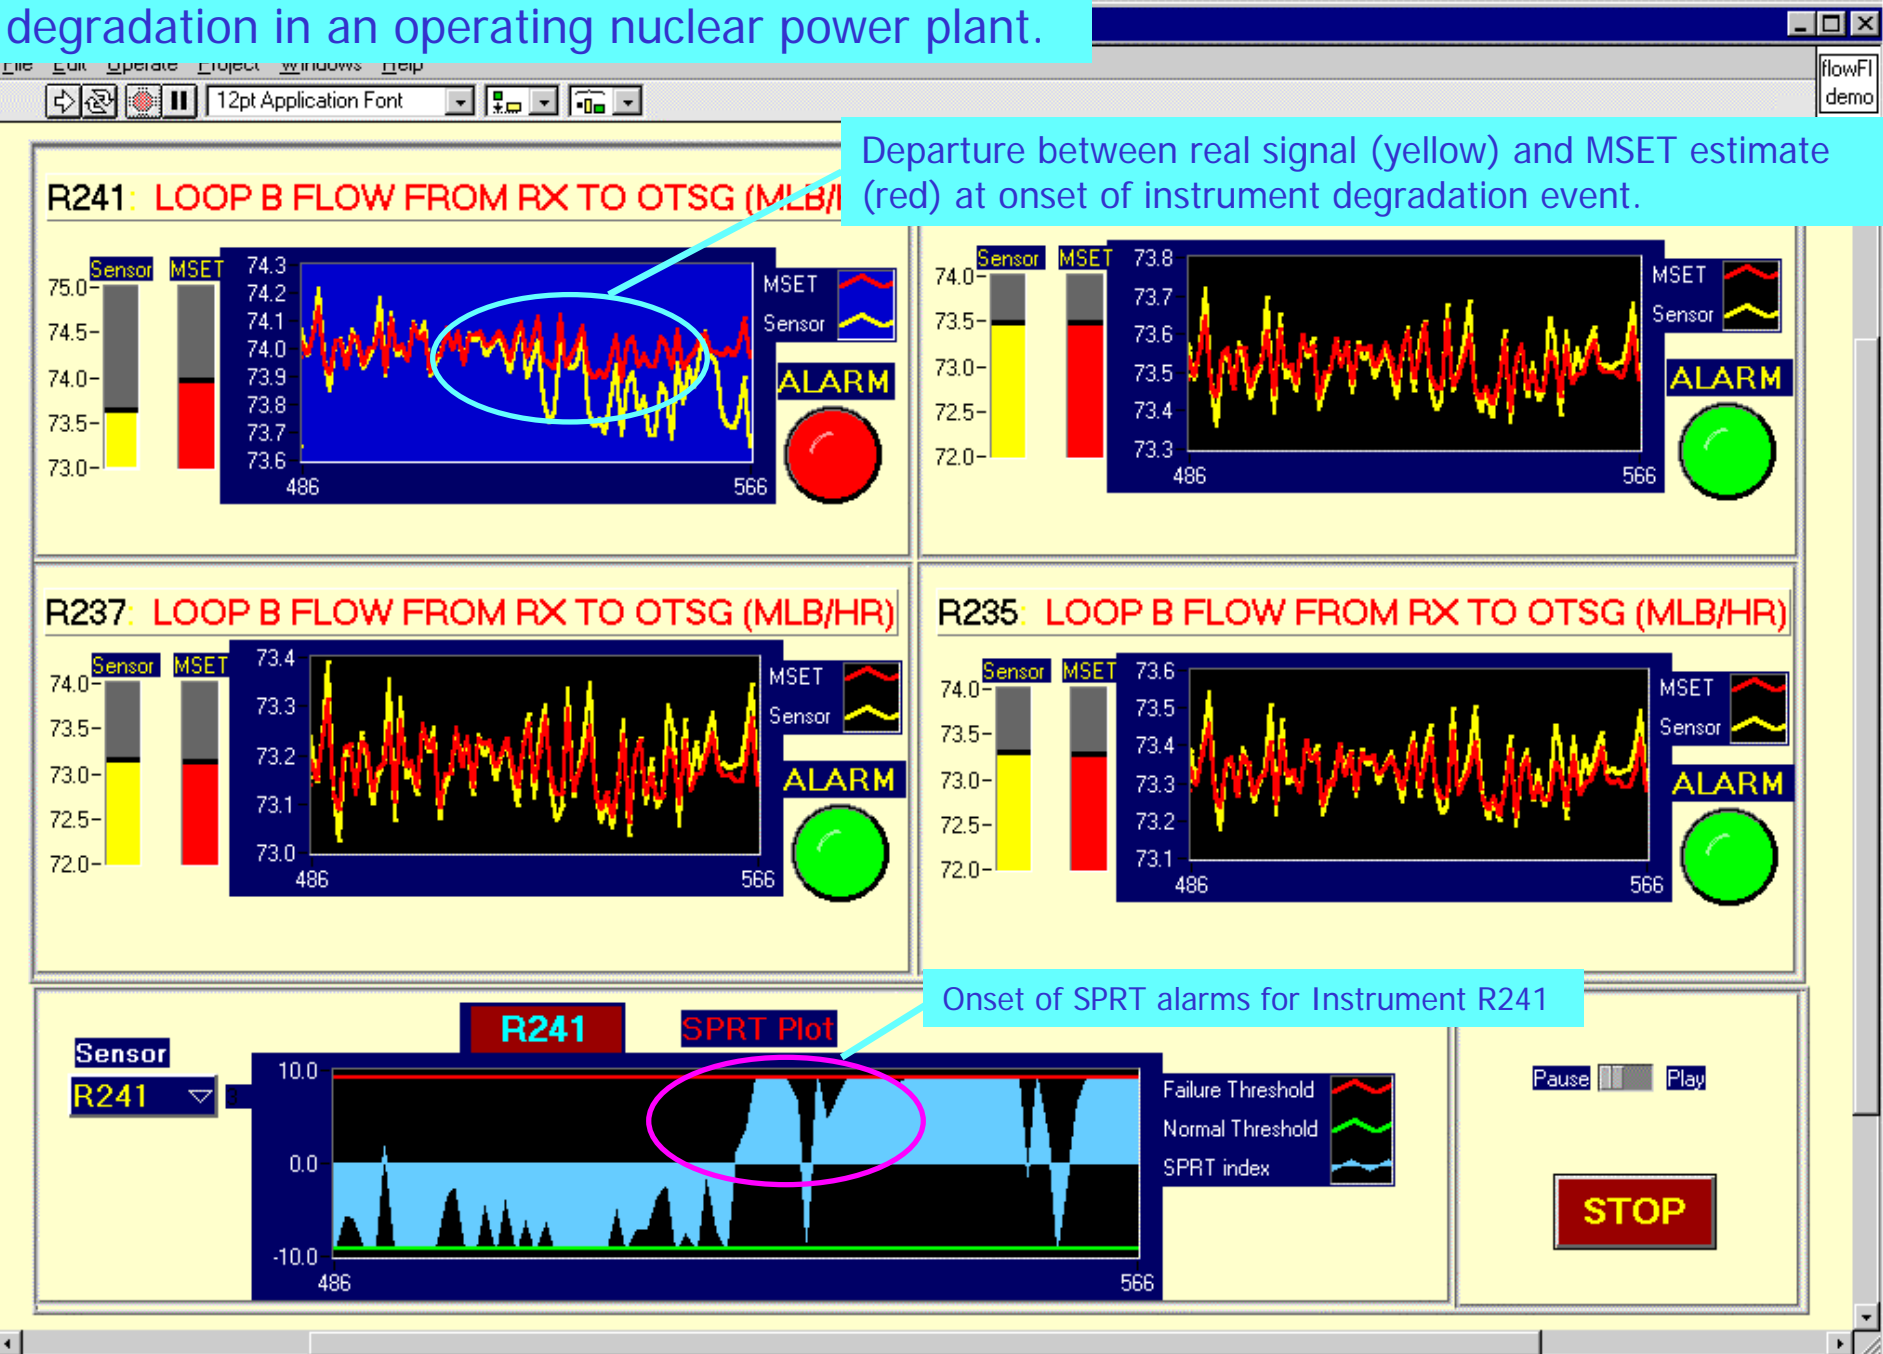 degradation in an operating nuclear power plant.
File Edit Operate Project Windows Help
flowFI
demo
12pt Application Font
Departure between real signal (yellow) and MSET estimate
(red) at onset of instrument degradation event.
R241: LOOP B FLOW FROM RX TO OTSG (MLB/
Sensor MSET
75.0
74.5
74.0
73.5
73.0
74.3
74.2
74.1
74.0
73.9
73.8
73.7
73.6
486 566
MSET
Sensor
ALARM
Sensor MSET
74.0
73.5
73.0
72.5
72.0
73.8
73.7
73.6
73.5
73.4
73.3
486 566
MSET
Sensor
ALARM
R237: LOOP B FLOW FROM RX TO OTSG (MLB/HR)
Sensor MSET
74.0
73.5
73.0
72.5
72.0
73.4
73.3
73.2
73.1
73.0
486 566
MSET
Sensor
ALARM
R235 LOOP B FLOW FROM RX TO OTSG (MLB/HR)
Sensor MSET
74.0
73.5
73.0
72.5
72.0
73.6
73.5
73.4
73.3
73.2
73.1
486 566
MSET
Sensor
ALARM
Onset of SPRT alarms for Instrument R241
R241 SPRT Plot
Sensor
R241
10.0
0.0
-10.0
486 566
Failure Threshold
Normal Threshold
SPRT index
Pause Play
STOP